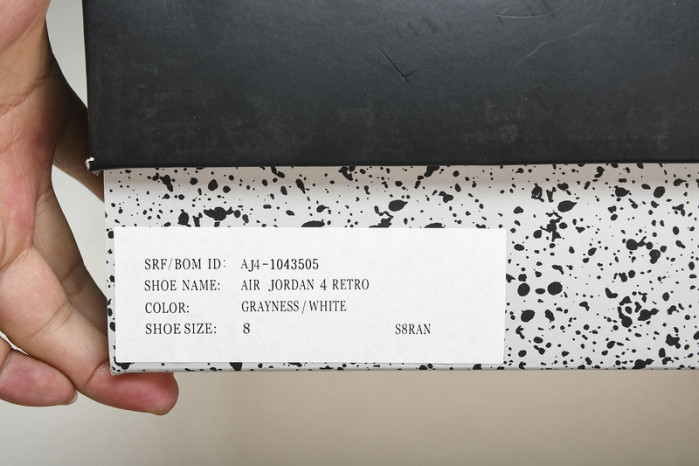 SRF/BOM ID: AJ4-1043505
SHOE NAME: AIR JORDAN 4 RETRO
COLOR: GRAYNESS/WHITE
SHOE SIZE: 8 S8RAN